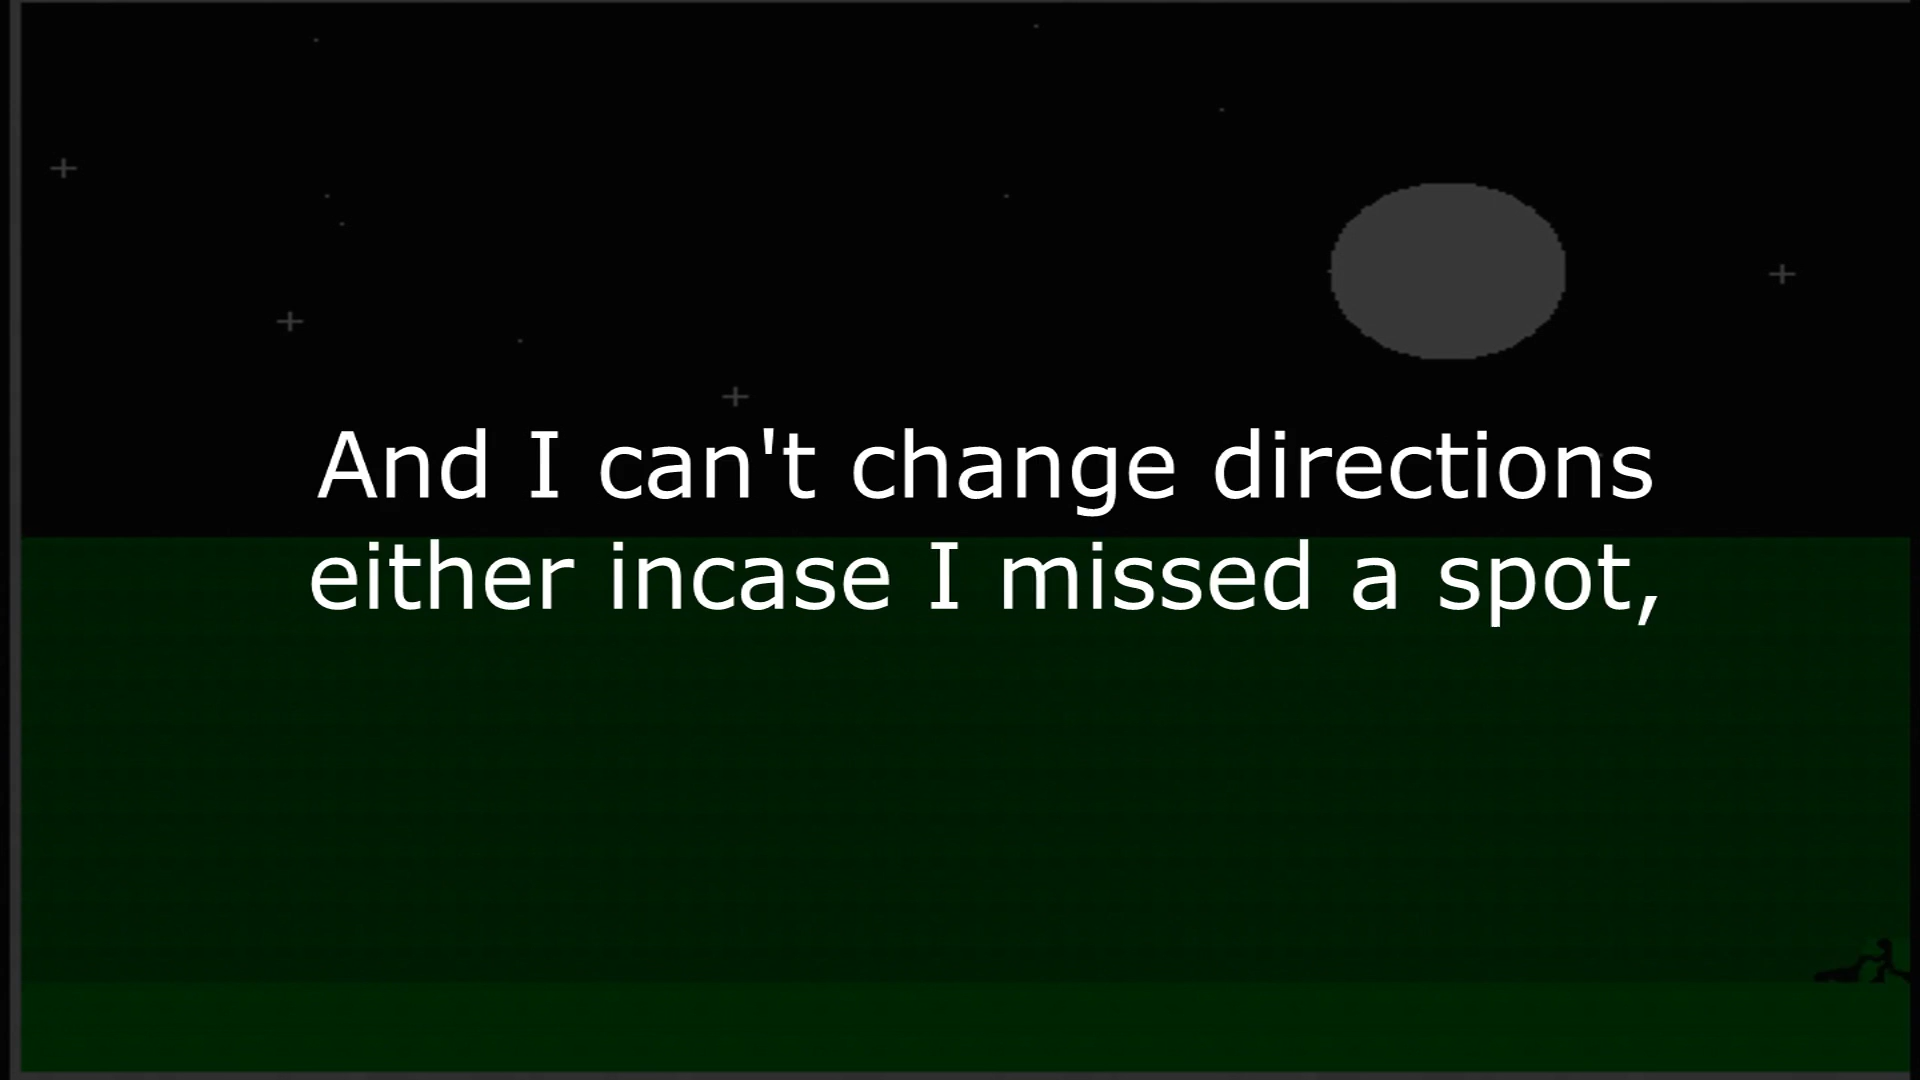 And I can't change directions
either incase I missed a spot,